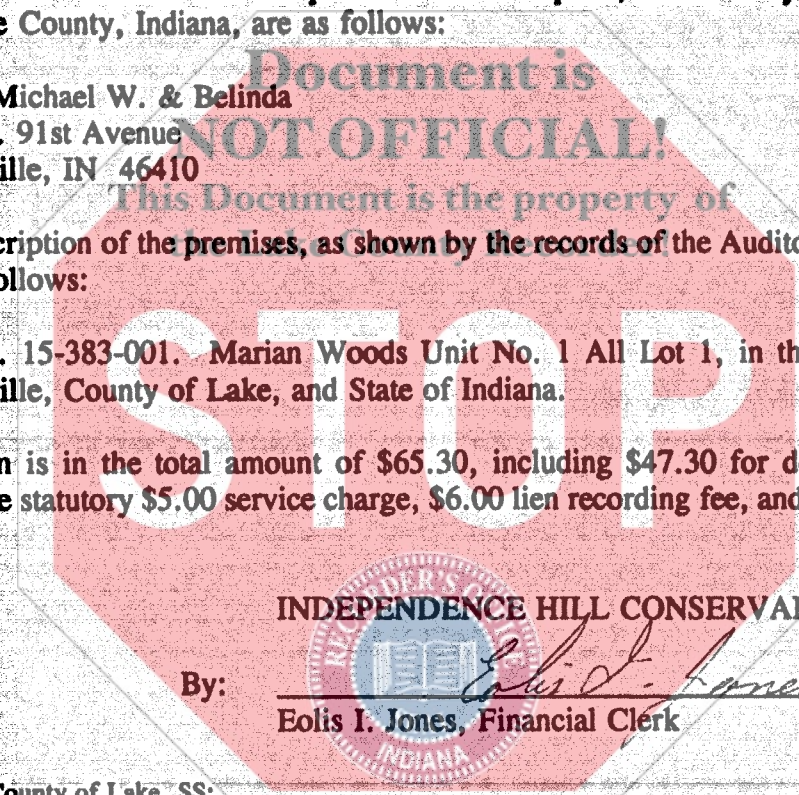 e County, Indiana, are as follows:
Document is
Michael W. & Belinda
. 91st Avenue
NOT OFFICIAL!
ille, IN 46410
This Document is the property of
the Lake County Recorder!
cription of the premises, as shown by the records of the Audito
ollows:
STOP
. 15-383-001. Marian Woods Unit No. 1 All Lot 1, in th
ille, County of Lake, and State of Indiana.
n is in the total amount of $65.30, including $47.30 for d
e statutory $5.00 service charge, $6.00 lien recording fee, and
RECORDER'S OFFICE
INDEPENDENCE HILL CONSERVA
By: Eolis I. Jone
Eolis I. Jones, Financial Clerk
INDIANA
County of Lake, SS: